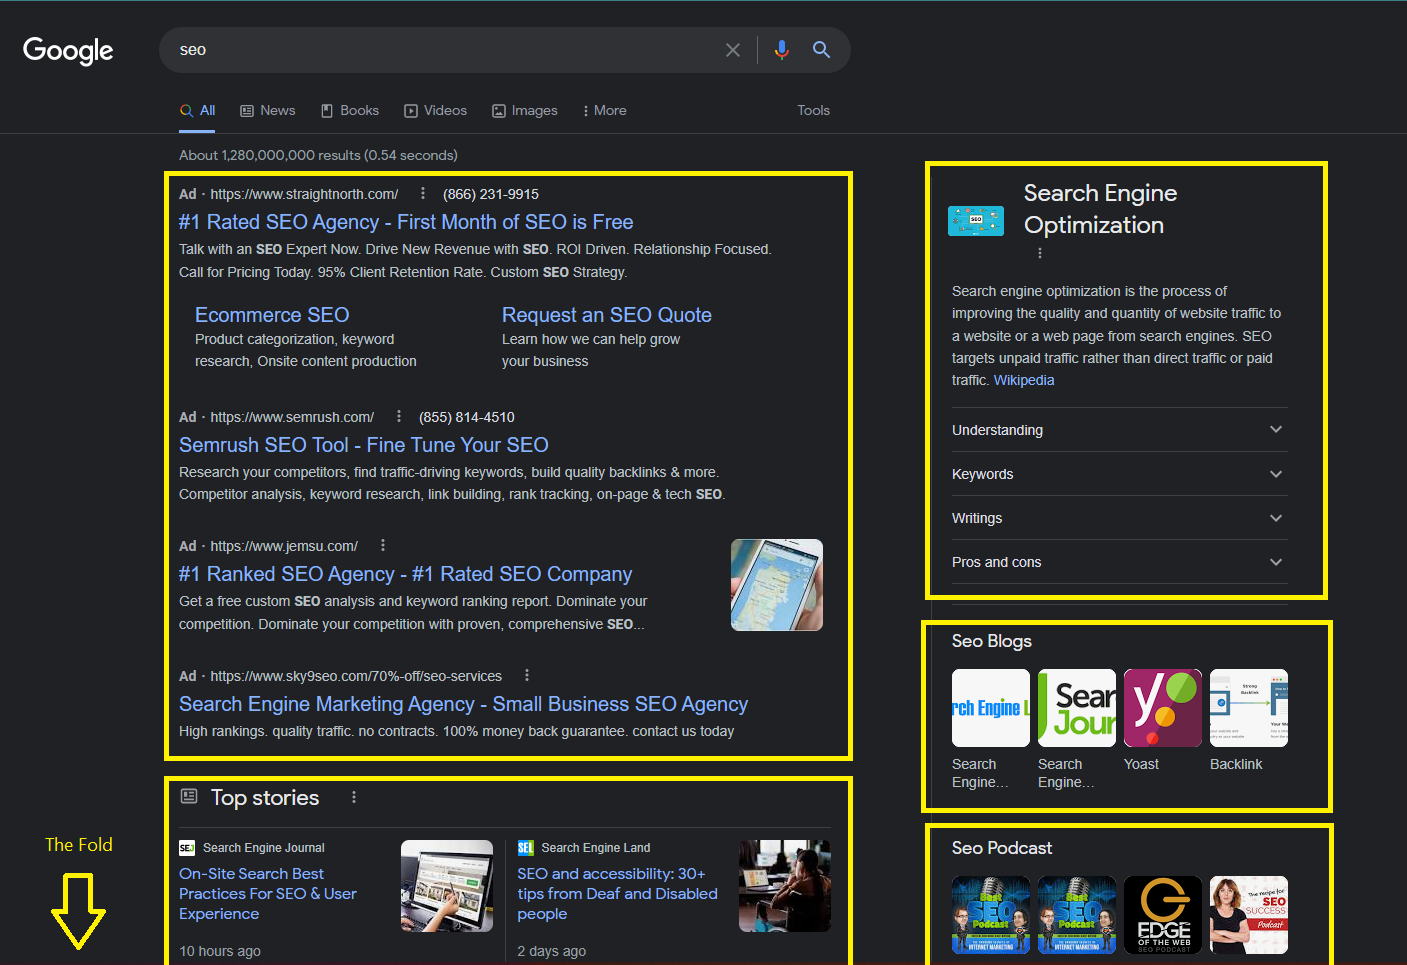 Google
seo
All
News
Books
Videos
Images
More
Tools
About 1,280,000,000 results (0.54 seconds)
Ad · https://www.straightnorth.com/ (866) 231-9915
#1 Rated SEO Agency - First Month of SEO is Free
Talk with an SEO Expert Now. Drive New Revenue with SEO. ROI Driven. Relationship Focused.
Call for Pricing Today. 95% Client Retention Rate. Custom SEO Strategy.
Ecommerce SEO
Product categorization, keyword
research, Onsite content production
Request an SEO Quote
Learn how we can help grow
your business
Ad · https://www.semrush.com/ (855) 814-4510
Semrush SEO Tool - Fine Tune Your SEO
Research your competitors, find traffic-driving keywords, build quality backlinks & more.
Competitor analysis, keyword research, link building, rank tracking, on-page & tech SEO.
Ad · https://www.jemsu.com/
#1 Ranked SEO Agency - #1 Rated SEO Company
Get a free custom SEO analysis and keyword ranking report. Dominate your
competition. Dominate your competition with proven, comprehensive SEO...
Ad · https://www.sky9seo.com/70%-off/seo-services
Search Engine Marketing Agency - Small Business SEO Agency
High rankings. quality traffic. no contracts. 100% money back guarantee. contact us today
Top stories
SEJ
Search Engine Journal
On-Site Search Best
Practices For SEO & User
Experience
10 hours ago
SEL
Search Engine Land
SEO and accessibility: 30+
tips from Deaf and Disabled
people
2 days ago
The Fold
SEO
Search Engine
Optimization
Search engine optimization is the process of
improving the quality and quantity of website traffic to
a website or a web page from search engines. SEO
targets unpaid traffic rather than direct traffic or paid
traffic. Wikipedia
Understanding
Keywords
Writings
Pros and cons
Seo Blogs
rch Engine L
Sear
Jour
y
Strong
Backlink
Search
Engine...
Search
Engine...
Yoast
Backlink
Seo Podcast
Best
SEO
Podcast
INTERNET MARKETING
Best
SEO
Podcast
INTERNET MARKETING
EDGE
OF THE WEB
SEO PODCAST
The recipe for
SEO
SUCCESS
Podcast